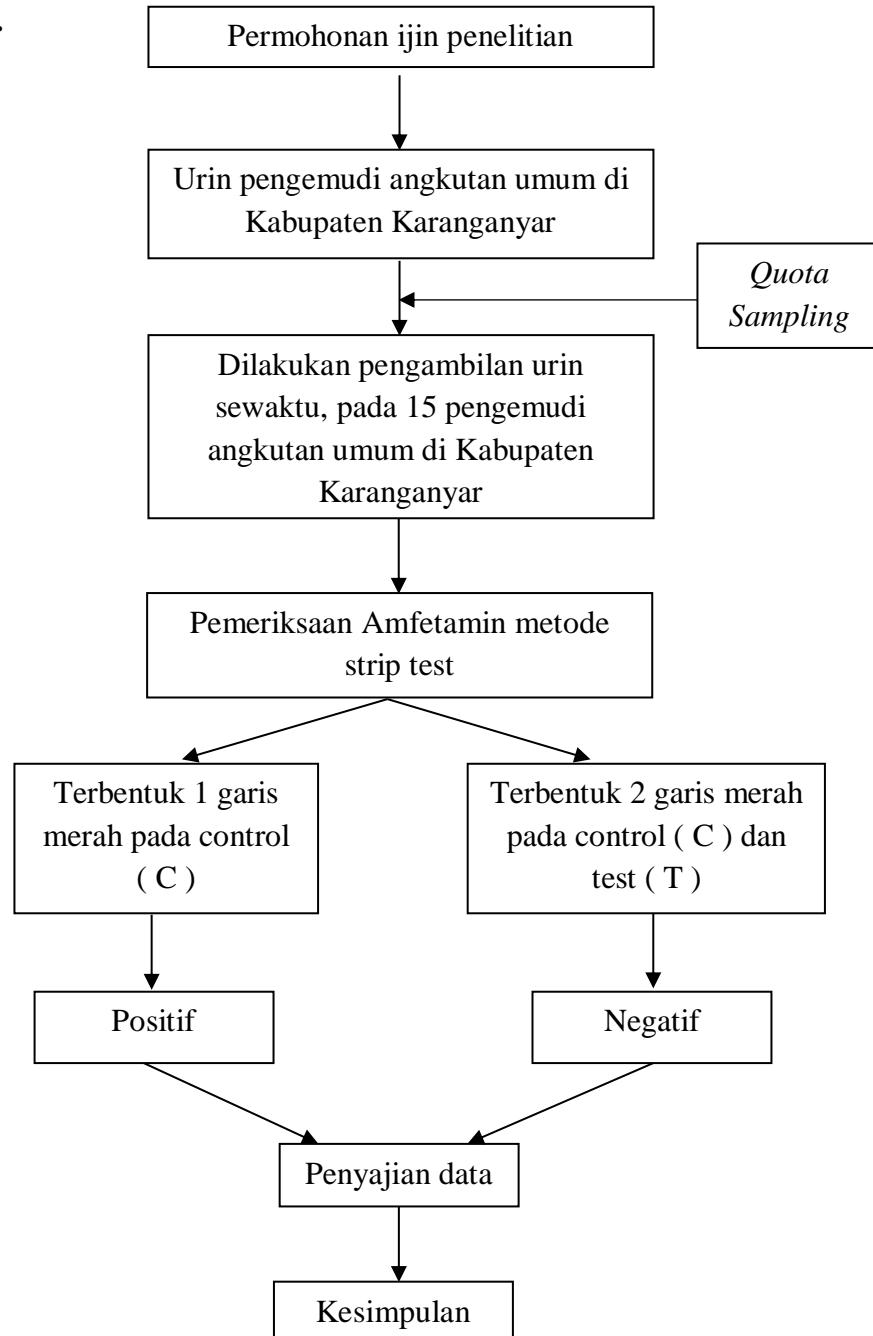 Permohonan ijin penelitian
Urin pengemudi angkutan umum di
Kabupaten Karanganyar
Quota
Sampling
Dilakukan pengambilan urin
sewaktu, pada 15 pengemudi
angkutan umum di Kabupaten
Karanganyar
Pemeriksaan Amfetamin metode
strip test
Terbentuk 1 garis
merah pada control
( C )
Terbentuk 2 garis merah
pada control ( C ) dan
test ( T )
Positif
Negatif
Penyajian data
Kesimpulan